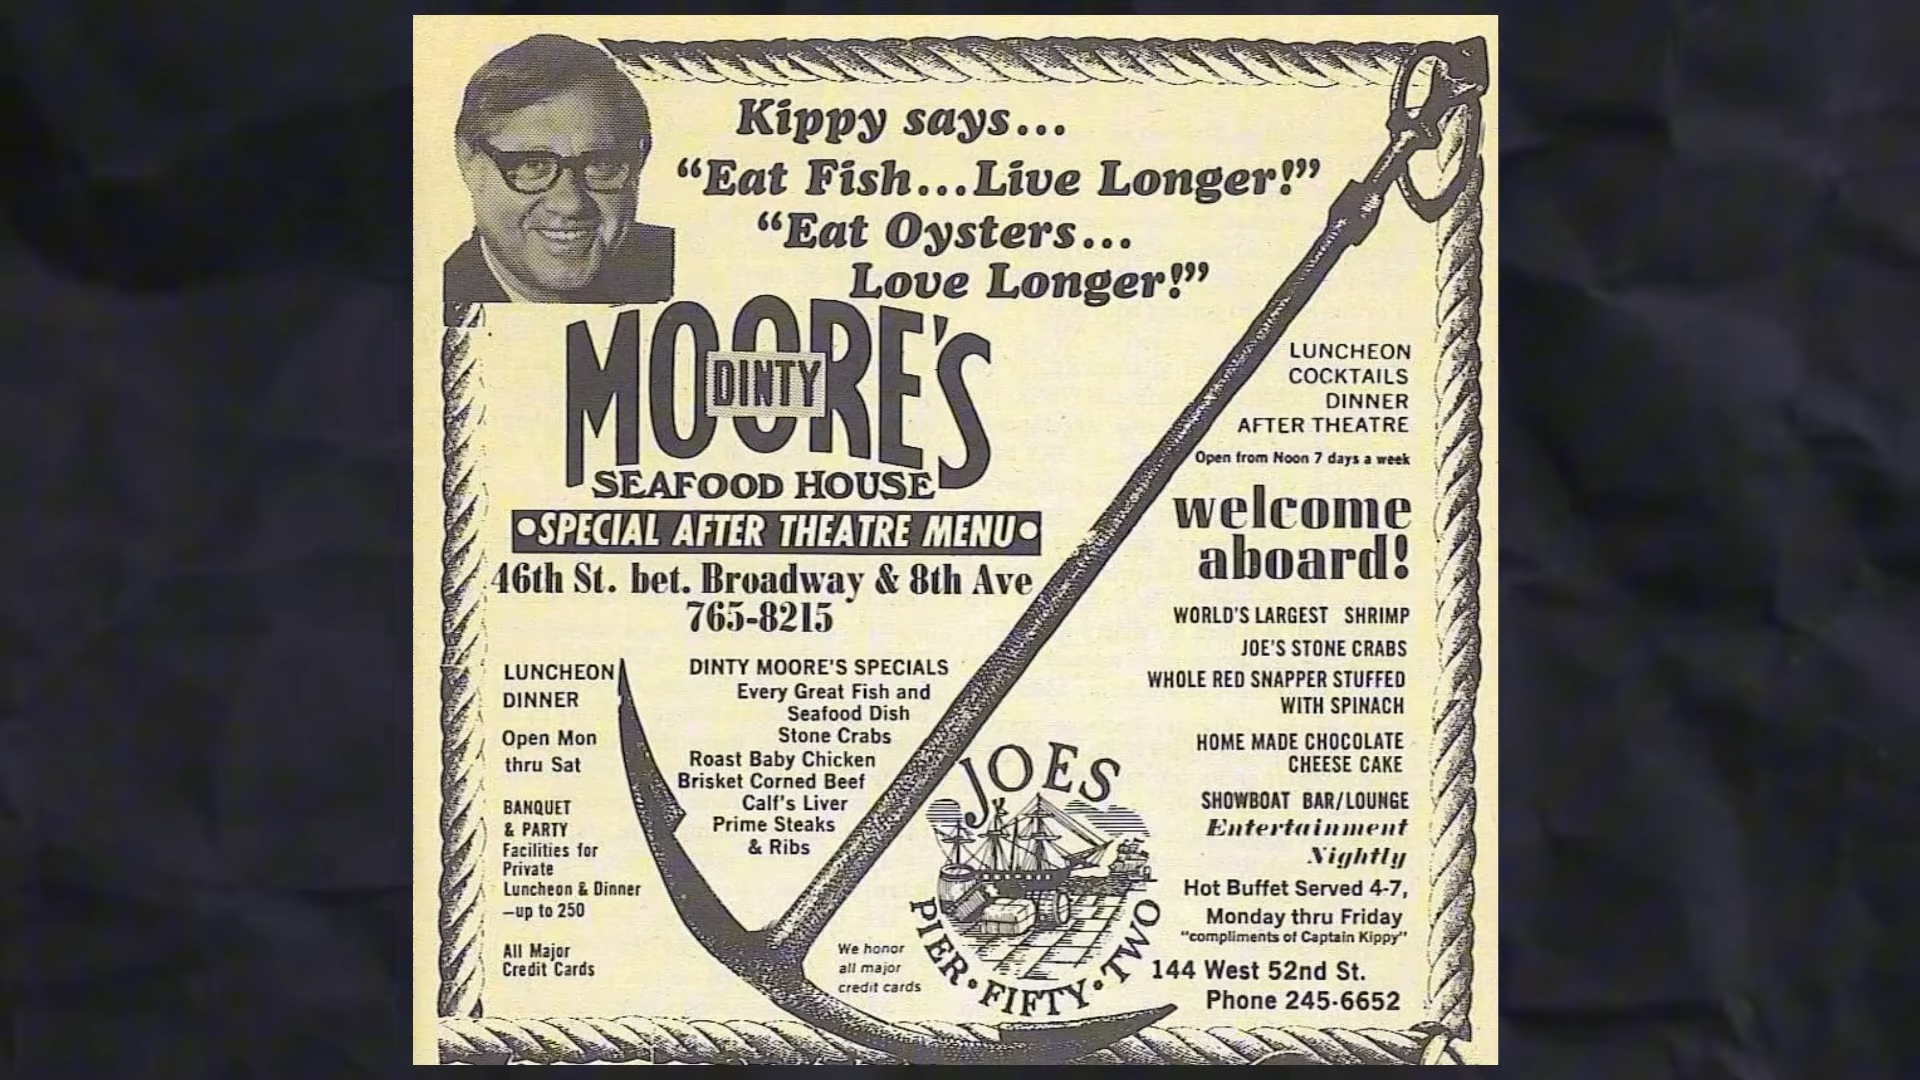 Kippy says...
“Eat Fish...Live Longer!”
“Eat Oysters...
Love Longer!”
MOORE'S
DINTY
SEAFOOD HOUSE
•SPECIAL AFTER THEATRE MENU•
46th St. bet. Broadway & 8th Ave
765-8215
LUNCHEON
DINNER
Open Mon
thru Sat
BANQUET
& PARTY
Facilities for
Private
Luncheon & Dinner
—up to 250
All Major
Credit Cards
DINTY MOORE'S SPECIALS
Every Great Fish and
Seafood Dish
Stone Crabs
Roast Baby Chicken
Brisket Corned Beef
Calf's Liver
Prime Steaks
& Ribs
LUNCHEON
COCKTAILS
DINNER
AFTER THEATRE
Open from Noon 7 days a week
welcome
aboard!
WORLD'S LARGEST SHRIMP
JOE'S STONE CRABS
WHOLE RED SNAPPER STUFFED
WITH SPINACH
HOME MADE CHOCOLATE
CHEESE CAKE
SHOWBOAT BAR/LOUNGE
Entertainment
Nightly
Hot Buffet Served 4-7,
Monday thru Friday
"compliments of Captain Kippy"
144 West 52nd St.
Phone 245-6652
JOES
PIER•FIFTY•TWO
We honor
all major
credit cards